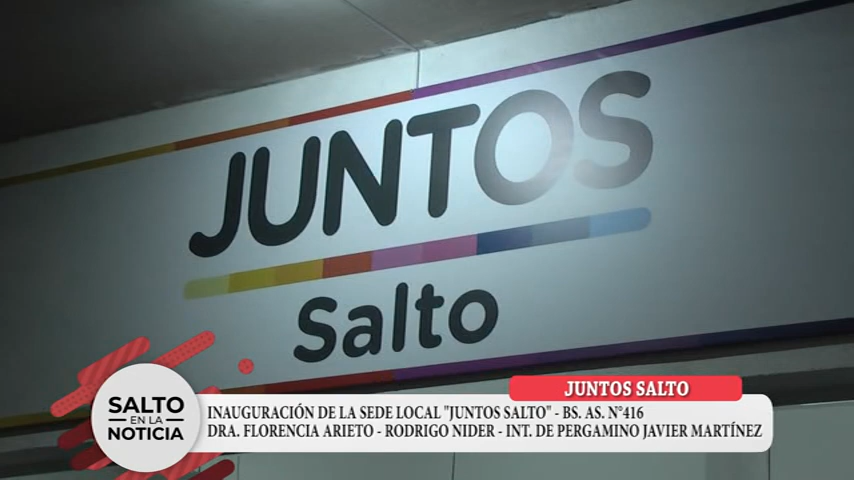 JUNTOS
Salto
JUNTOS SALTO
SALTO
EN LA
NOTICIA
INAUGURACIÓN DE LA SEDE LOCAL "JUNTOS SALTO" - BS. AS. N°416
DRA. FLORENCIA ARIETO - RODRIGO NIDER - INT. DE PERGAMINO JAVIER MARTÍNEZ